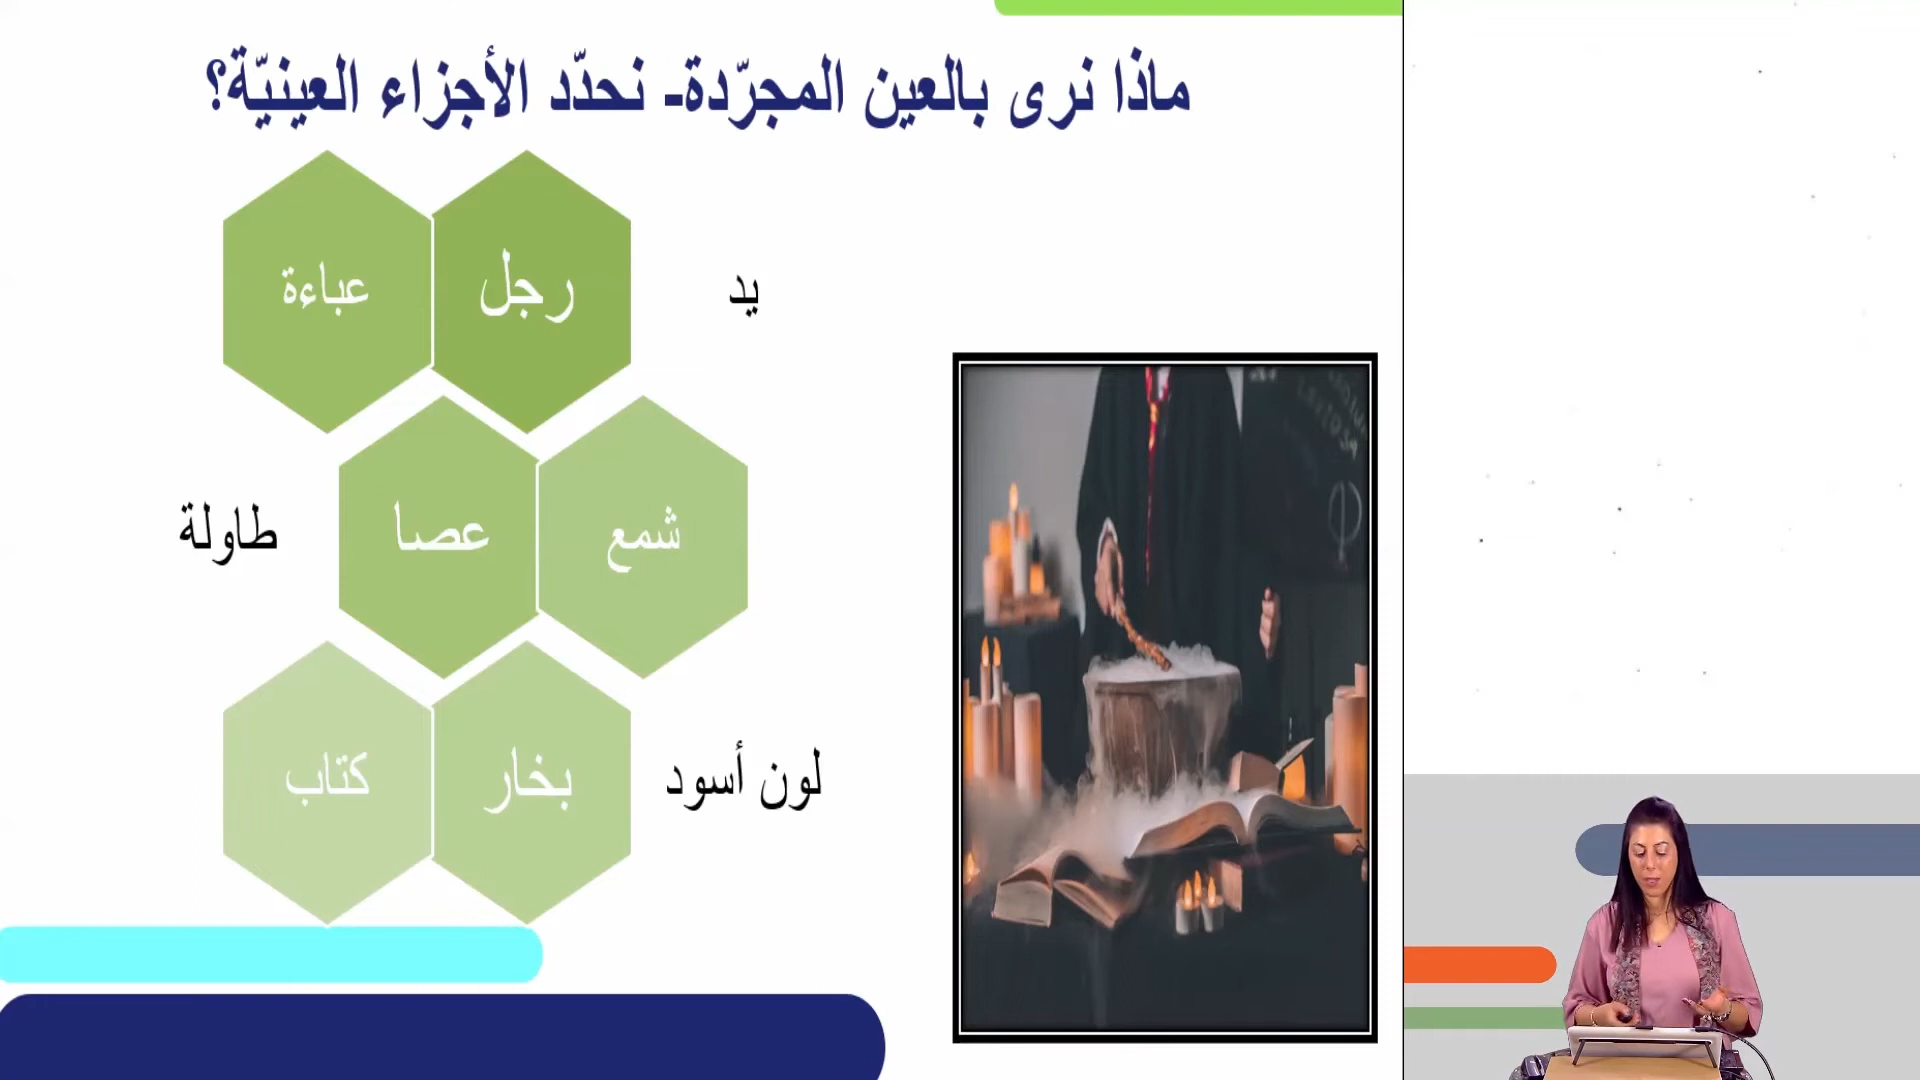 ماذا نرى بالعين المجرّدة- نحدّد الأجزاء العينيّة؟
يد
رجل
عباءة
شمع
عصا
طاولة
لون أسود
بخار
كتاب